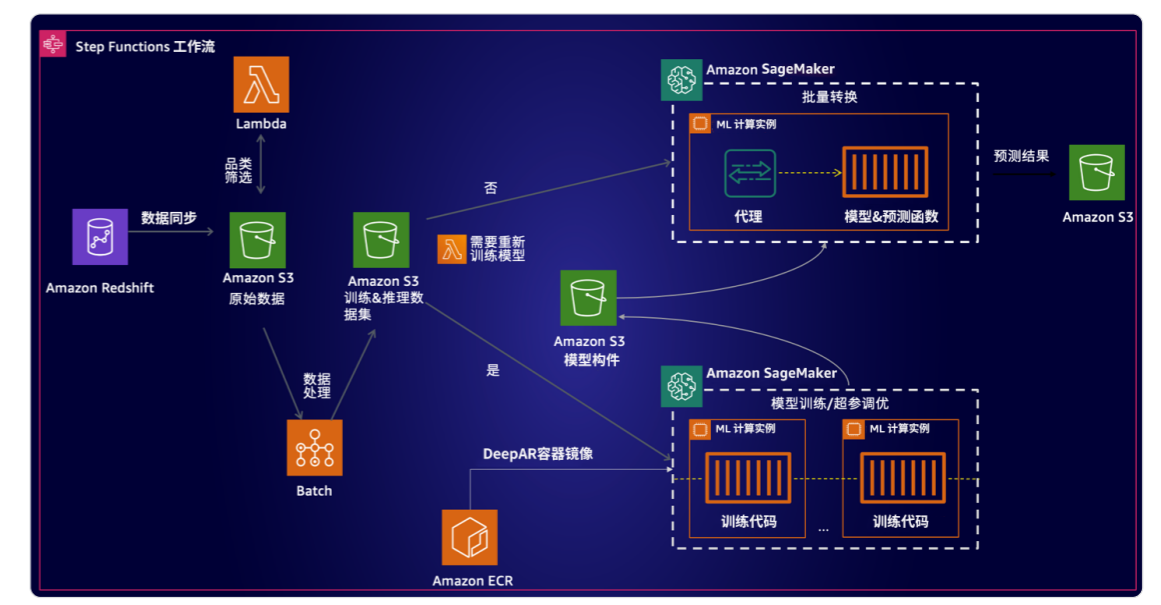 Step Functions 工作流
Lambda
品类
筛选
Amazon Redshift
数据同步
Amazon S3
原始数据
数据
处理
Batch
Amazon S3
训练&推理数
据集
否
需要重新
训练模型
是
DeepAR容器镜像
Amazon ECR
Amazon S3
模型构件
Amazon SageMaker
批量转换
ML 计算实例
代理
模型&预测函数
预测结果
Amazon S3
Amazon SageMaker
模型训练/超参调优
ML 计算实例
训练代码
...
ML 计算实例
训练代码